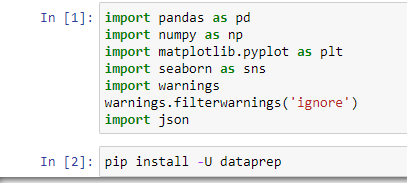 In [1]: import pandas as pd
import numpy as np
import matplotlib.pyplot as plt
import seaborn as sns
import warnings
warnings.filterwarnings('ignore')
import json
In [2]: pip install -U dataprep